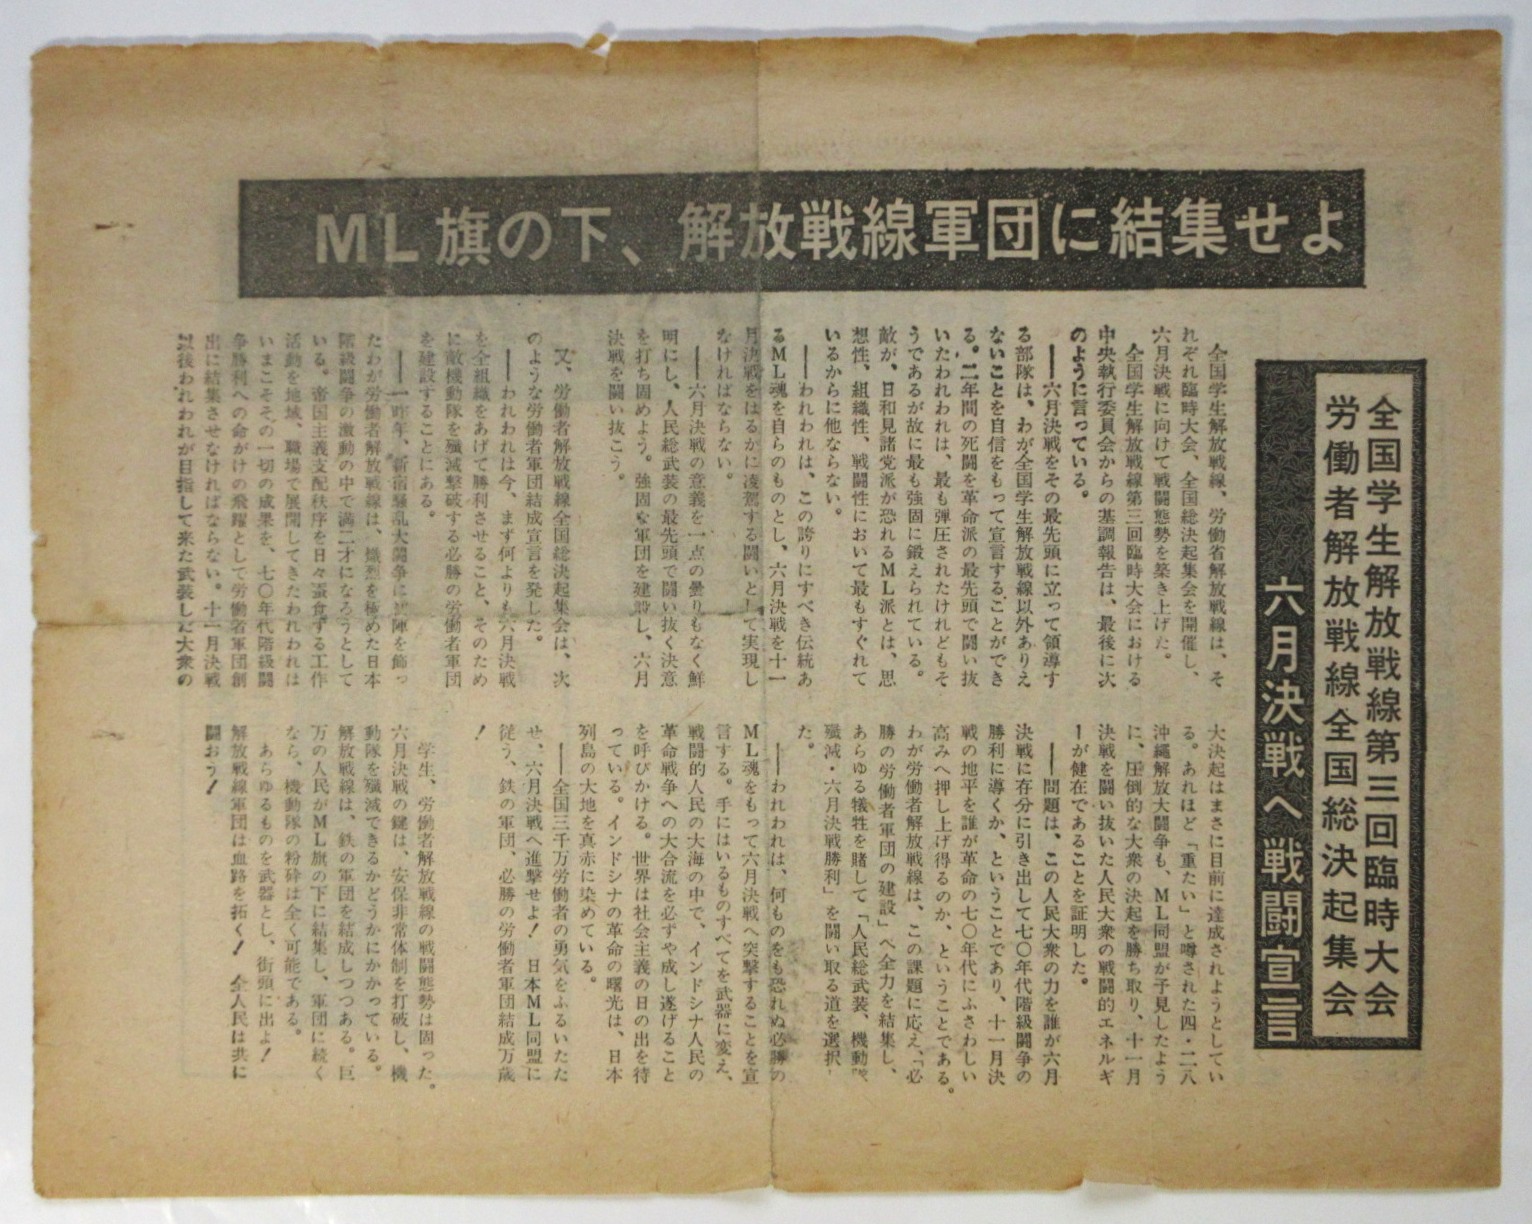 ML旗の下、解放戦線軍団に結集せよ
全国学生解放戦線第三回臨時大会
労働者解放戦線全国総決起集会
六月決戦へ戦闘宣言
全国学生解放戦線、労働省解放戦線は、そ
れぞれ臨時大会、全国総決起集会を開催し、
六月決戦に向けて戦闘態勢を築き上げた。
全国学生解放戦線第三回臨時大会における
中央執行委員会からの基調報告は、最後に次
のように言っている。
――六月決戦をその最先頭に立って領導す
る部隊は、わが全国学生解放戦線以外ありえ
ないことを自信をもって宣言することができ
る。二年間の死闘を革命派の最先頭で闘い抜
いたわれわれは、最も弾圧されたけれどもそ
うであるが故に最も強固に鍛えられている。
敵が、日和見諸党派が恐れるML派とは、思
想性、組織性、戦闘性において最もすぐれて
いるからに他ならない。
――われわれは、この誇りにすべき伝統あ
るML魂を自らのものとし、六月決戦を十一
月決戦をはるかに凌駕する闘いとして実現し
なければならない。
――六月決戦の意義を一点の曇りもなく鮮
明にし、人民総武装の最先頭で闘い抜く決意
を打ち固めよう。強固な軍団を建設し、六月
決戦を闘い抜こう。
又、労働者解放戦線全国総決起集会は、次
のような労働者軍団結成宣言を発した。
――われわれは今、まず何よりも六月決戦
を全組織をあげて勝利させること、そのため
に敵機動隊を殲滅撃破する必勝の労働者軍団
を建設することにある。
――一昨年、新宿騒乱大闘争に初陣を飾っ
たわが労働者解放戦線は、熾烈を極めた日本
階級闘争の激動の中で満二才になろうとして
いる。帝国主義支配秩序を日々蚕食する工作
活動を地域、職場で展開してきたわれわれは
いまこそその一切の成果を、七〇年代階級闘
争勝利への命がけの飛躍として労働者軍団創
出に結集させなければならない。十一月決戦
以後われわれが目指して来た武装した大衆の
大決起はまさに目前に達成されようとしてい
る。あれほど「重たい」と噂された四・二八
沖縄解放大闘争も、ML同盟が予見したよう
に、圧倒的な大衆の決起を勝ち取り、十一月
決戦を闘い抜いた人民大衆の戦闘的エネルギ
ーが健在であることを証明した。
――問題は、この人民大衆の力を誰が六月
決戦に存分に引き出して七〇年代階級闘争の
勝利に導くか、ということであり、十一月決
戦の地平を誰が革命の七〇年代にふさわしい
高みへ押し上げ得るのか、ということである。
わが労働者解放戦線は、この課題に応え、「必
勝の労働者軍団の建設」へ全力を結集し、
あらゆる犠牲を賭して「人民総武装、機動隊
殲滅・六月決戦勝利」を闘い取る道を選択し
た。
――われわれは、何ものをも恐れぬ必勝の
ML魂をもって六月決戦へ突撃することを宣
言する。手にはいるものすべてを武器に変え、
戦闘的人民の大海の中で、インドシナ人民の
革命戦争への大合流を必ずや成し遂げること
を呼びかける。世界は社会主義の日の出を待
っている。インドシナの革命の曙光は、日本
列島の大地を真赤に染めている。
――全国三千万労働者の勇気をふるいたた
せ、六月決戦へ進撃せよ！ 日本ML同盟に
従う、鉄の軍団、必勝の労働者軍団結成万歳
！
学生、労働者解放戦線の戦闘態勢は固った。
六月決戦の鍵は、安保非常体制を打破し、機
動隊を殲滅できるかどうかにかかっている。
解放戦線は、鉄の軍団を結成しつつある。巨
万の人民がML旗の下に結集し、軍団に続く
なら、機動隊の粉砕は全く可能である。
あらゆるものを武器とし、街頭に出よ！
解放戦線軍団は血路を拓く！ 全人民は共に
闘おう！